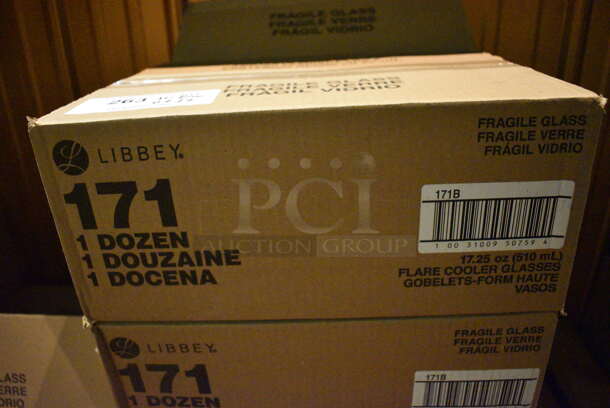 FRAGILE GLASS
FRAGILE VERRE
FRÁGIL VIDRIO
FRAGILE GLASS
FRAGILE VERRE
FRÁGIL VIDRIO
263
LIBBEY
171
1 DOZEN
1 DOUZAINE
1 DOCENA
FRAGILE GLASS
FRAGILE VERRE
FRÁGIL VIDRIO
171B
1 00 31009 50759 4
17.25 oz (510 mL)
FLARE COOLER GLASSES
GOBELETS-FORM HAUTE
VASOS
PCI
AUCTION GROUP
LIBBEY
171
1 DOZEN
FRAGILE GLASS
FRAGILE VERRE
FRÁGIL VIDRIO
171B